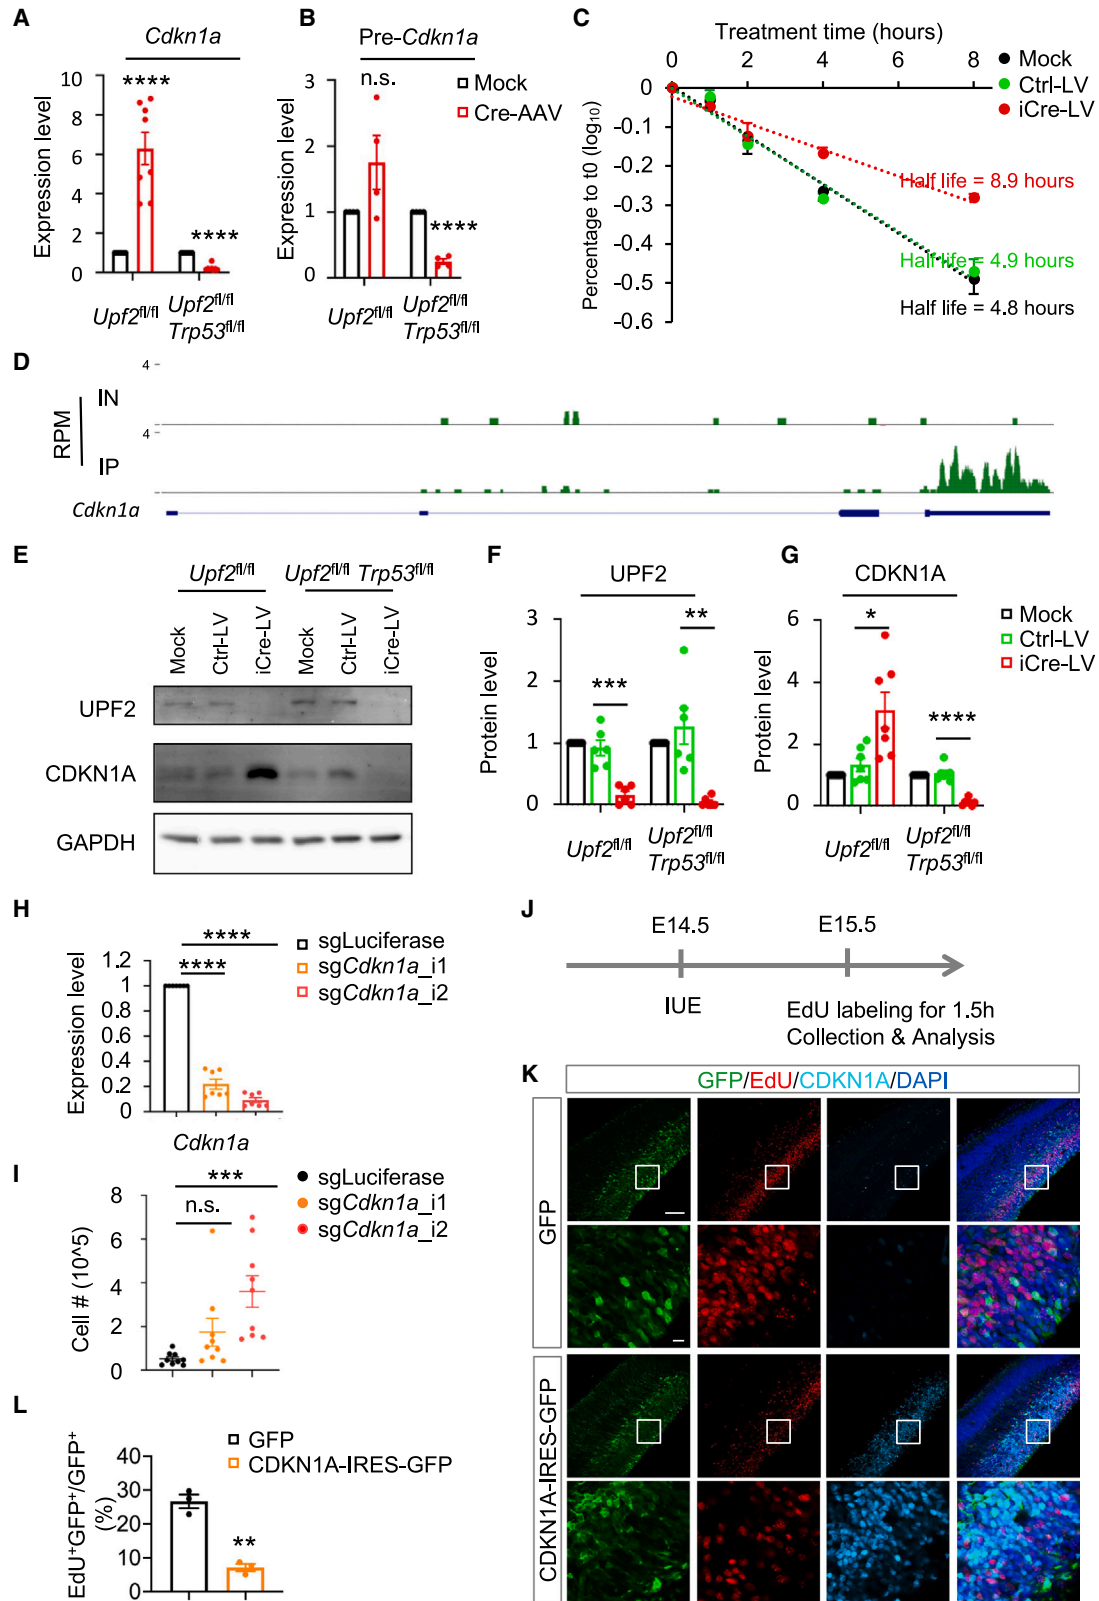 A
Cdkn1a
Expression level
10
8
6
4
2
0
****
****
Upf2fl/fl
Upf2fl/fl
Trp53fl/fl
B
Pre-Cdkn1a
n.s.
Mock
Cre-AAV
Expression level
3
2
1
0
****
Upf2fl/fl
Upf2fl/fl
Trp53fl/fl
C
Treatment time (hours)
0 2 4 6 8
Mock
Ctrl-LV
iCre-LV
Percentage to t0 (log10)
0
-0.1
-0.2
-0.3
-0.4
-0.5
-0.6
Half life = 8.9 hours
Half life = 4.9 hours
Half life = 4.8 hours
D
RPM
4
IN
4
IP
Cdkn1a
E
Upf2fl/fl Upf2fl/fl Trp53fl/fl
Mock Ctrl-LV iCre-LV Mock Ctrl-LV iCre-LV
UPF2
CDKN1A
GAPDH
F
UPF2
Protein level
3
2
1
0
***
**
Upf2fl/fl
Upf2fl/fl
Trp53fl/fl
G
CDKN1A
Protein level
6
4
2
0
*
****
Mock
Ctrl-LV
iCre-LV
Upf2fl/fl
Upf2fl/fl
Trp53fl/fl
H
****
****
sgLuciferase
sgCdkn1a_i1
sgCdkn1a_i2
Expression level
1.2
1
0.8
0.6
0.4
0.2
0
Cdkn1a
I
***
n.s.
sgLuciferase
sgCdkn1a_i1
sgCdkn1a_i2
Cell # (10^5)
8
6
4
2
0
J
E14.5 E15.5
IUE
EdU labeling for 1.5h
Collection & Analysis
K
GFP/EdU/CDKN1A/DAPI
GFP
CDKN1A-IRES-GFP
L
GFP
CDKN1A-IRES-GFP
EdU+GFP+/GFP+
(%)
40
30
20
10
0
**